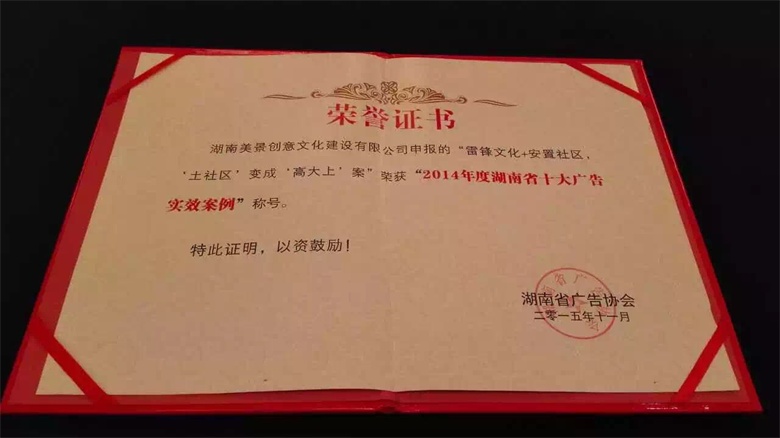 荣誉证书
湖南美景创意文化建设有限公司申报的“雷锋文化+安置社区，
‘土社区’变成‘高大上’案”荣获“2014年度湖南省十大广告
实效案例”称号。
特此证明，以资鼓励！
湖南省广告协会
二零一五年十一月